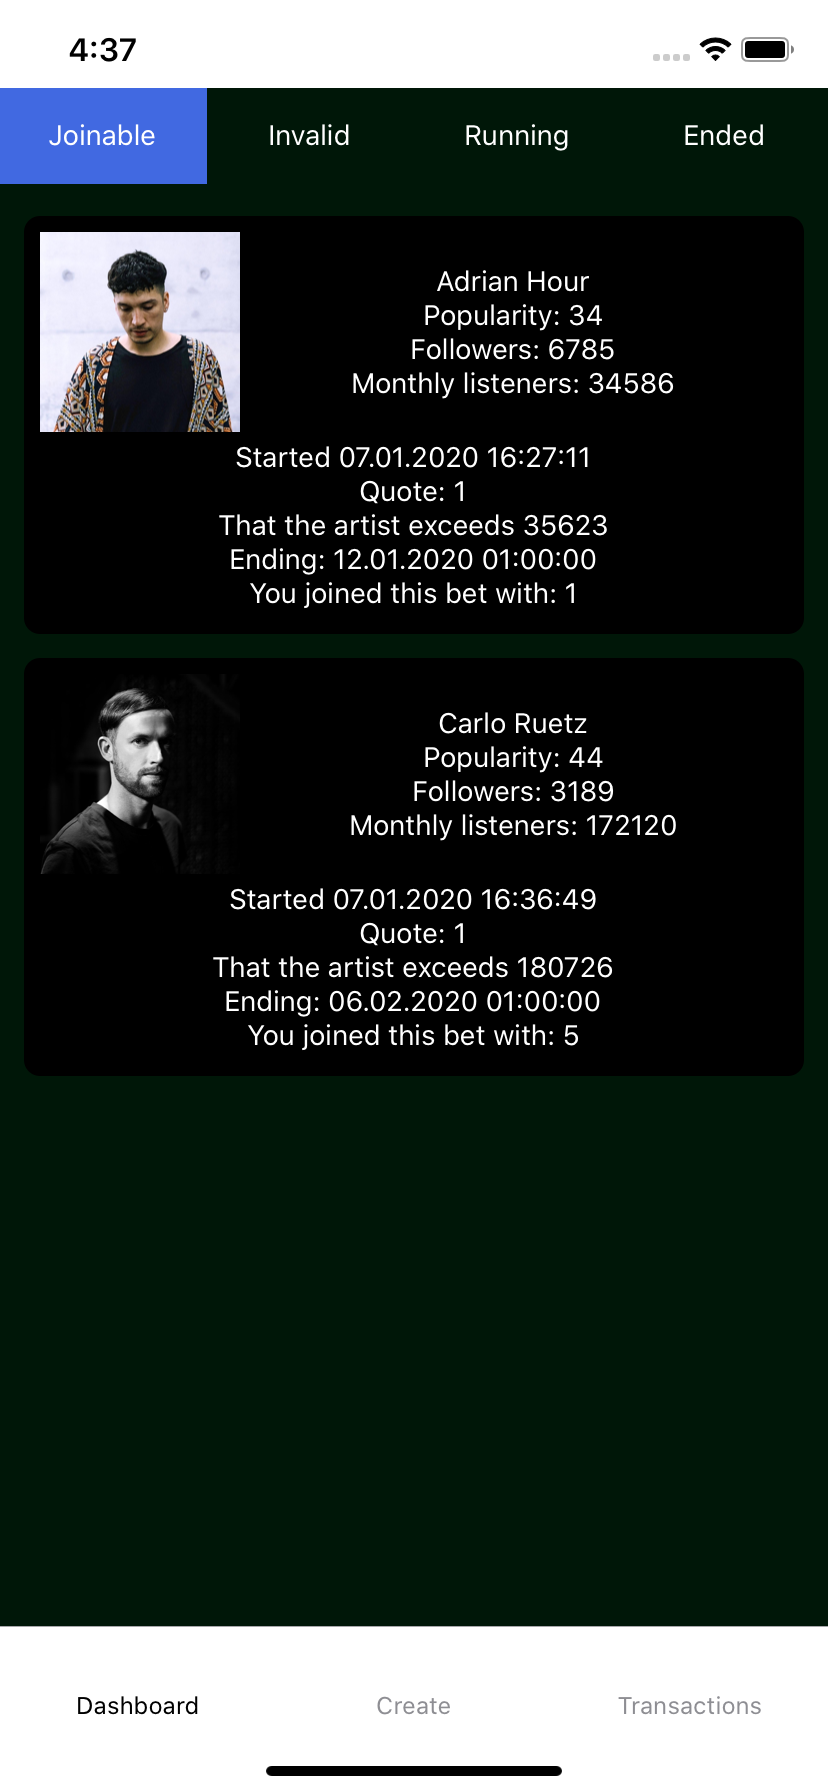 4:37
Joinable Invalid Running Ended
Adrian Hour
Popularity: 34
Followers: 6785
Monthly listeners: 34586
Started 07.01.2020 16:27:11
Quote: 1
That the artist exceeds 35623
Ending: 12.01.2020 01:00:00
You joined this bet with: 1
Carlo Ruetz
Popularity: 44
Followers: 3189
Monthly listeners: 172120
Started 07.01.2020 16:36:49
Quote: 1
That the artist exceeds 180726
Ending: 06.02.2020 01:00:00
You joined this bet with: 5
Dashboard Create Transactions